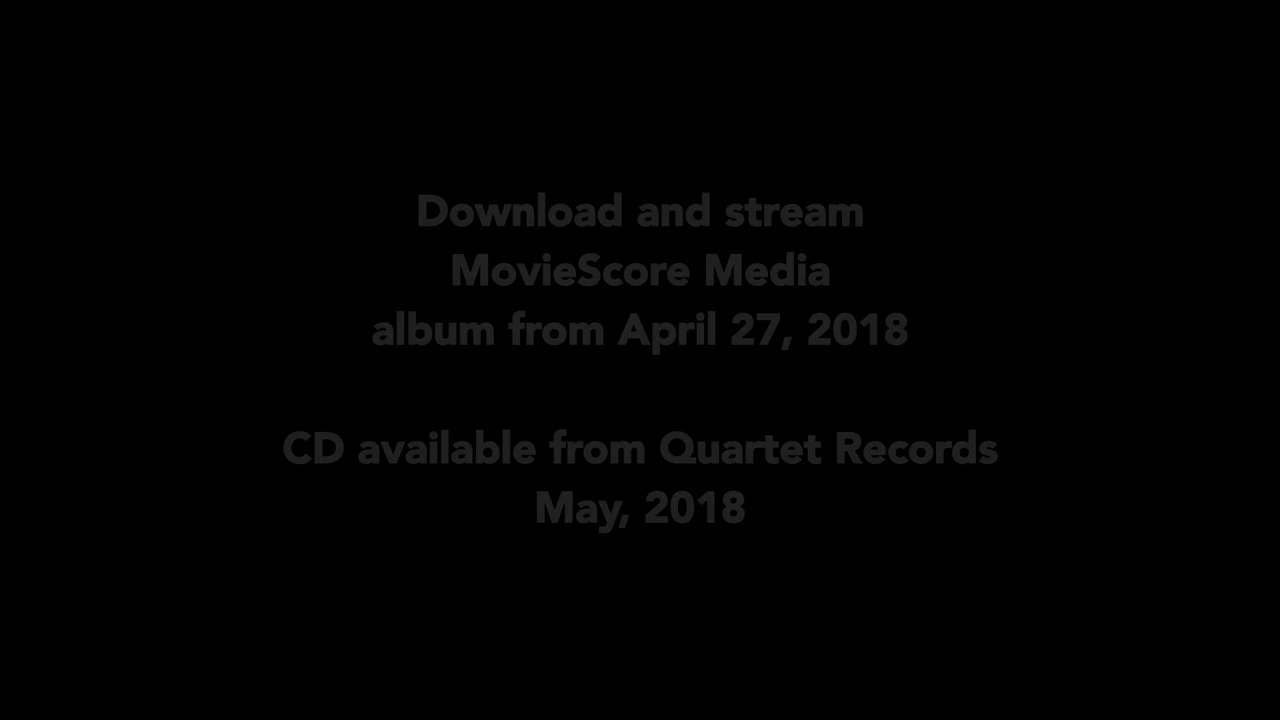 Download and stream
MovieScore Media
album from April 27, 2018
CD available from Quartet Records
May, 2018